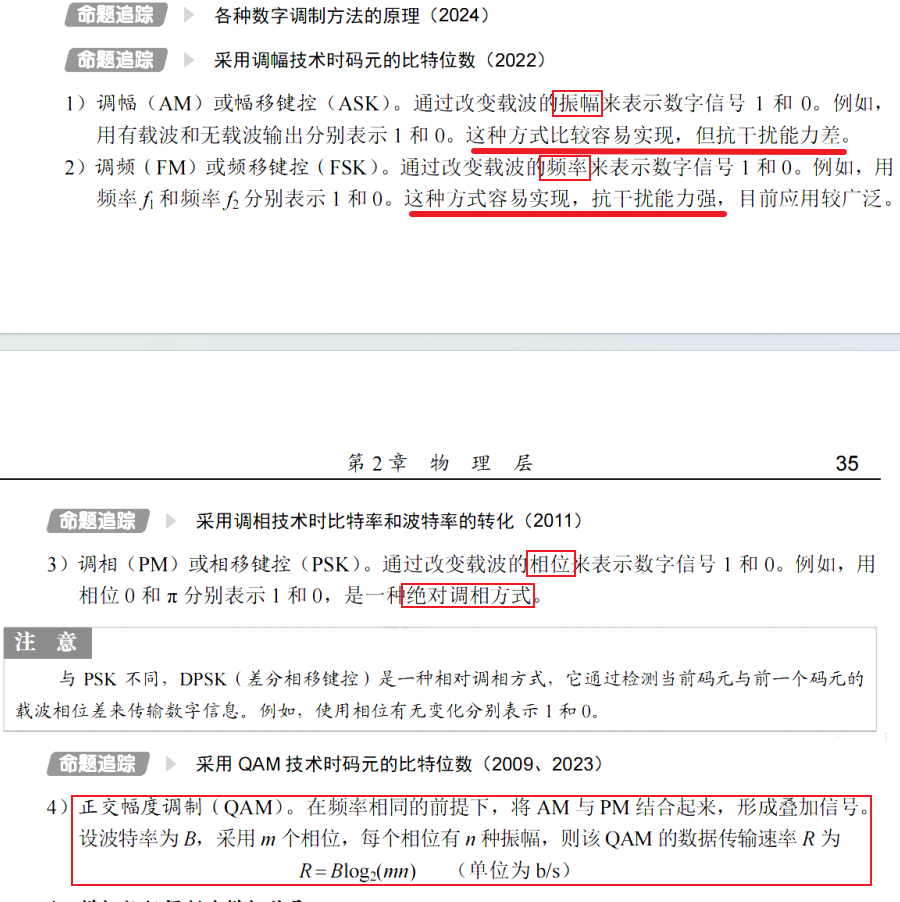 命题追踪 ▶ 各种数字调制方法的原理（2024）
命题追踪 ▶ 采用调幅技术时码元的比特位数（2022）
1）调幅（AM）或幅移键控（ASK）。通过改变载波的振幅来表示数字信号 1 和 0。例如，
用有载波和无载波输出分别表示 1 和 0。这种方式比较容易实现，但抗干扰能力差。
2）调频（FM）或频移键控（FSK）。通过改变载波的频率来表示数字信号 1 和 0。例如，用
频率 f₁ 和频率 f₂ 分别表示 1 和 0。这种方式容易实现，抗干扰能力强，目前应用较广泛。
第 2 章 物 理 层 35
命题追踪 ▶ 采用调相技术时比特率和波特率的转化（2011）
3）调相（PM）或相移键控（PSK）。通过改变载波的相位来表示数字信号 1 和 0。例如，用
相位 0 和 π 分别表示 1 和 0，是一种绝对调相方式。
注 意
与 PSK 不同，DPSK（差分相移键控）是一种相对调相方式，它通过检测当前码元与前一个码元的
载波相位差来传输数字信息。例如，使用相位有无变化分别表示 1 和 0。
命题追踪 ▶ 采用 QAM 技术时码元的比特位数（2009、2023）
4）正交幅度调制（QAM）。在频率相同的前提下，将 AM 与 PM 结合起来，形成叠加信号。
设波特率为 B，采用 m 个相位，每个相位有 n 种振幅，则该 QAM 的数据传输速率 R 为
R = Blog₂(mn) （单位为 b/s）